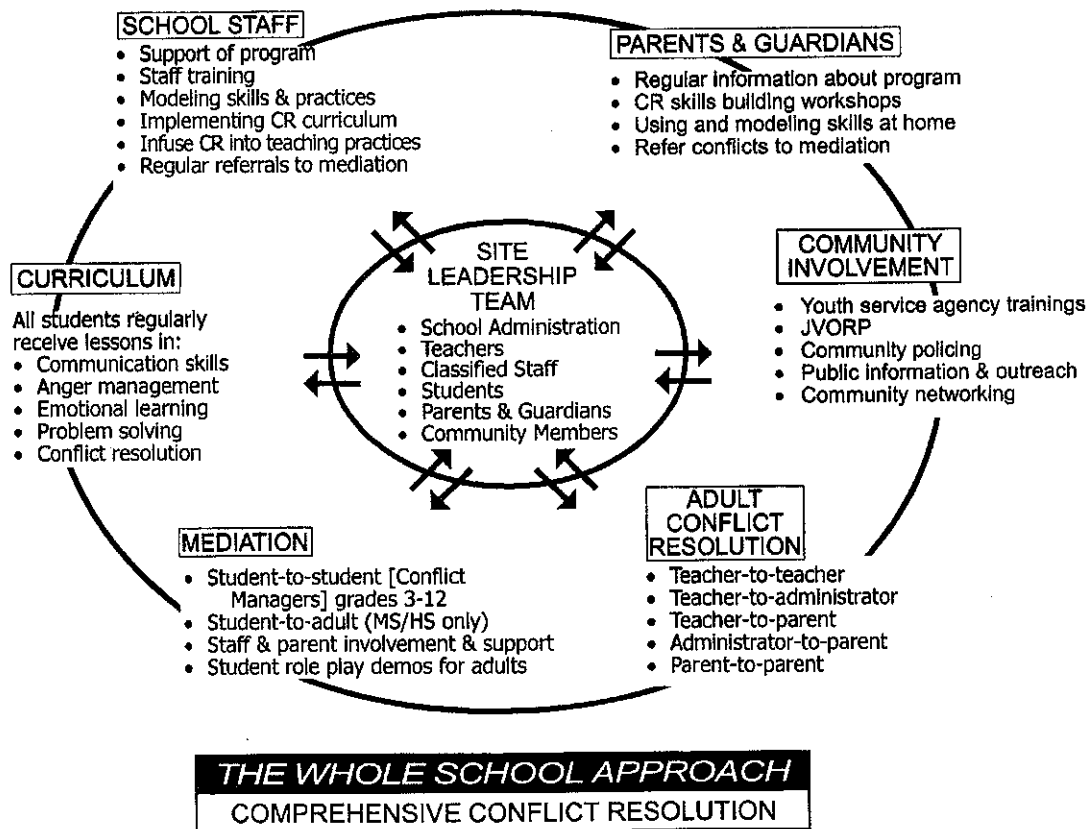 SCHOOL STAFF
• Support of program
• Staff training
• Modeling skills & practices
• Implementing CR curriculum
• Infuse CR into teaching practices
• Regular referrals to mediation
PARENTS & GUARDIANS
• Regular information about program
• CR skills building workshops
• Using and modeling skills at home
• Refer conflicts to mediation
CURRICULUM
All students regularly
receive lessons in:
• Communication skills
• Anger management
• Emotional learning
• Problem solving
• Conflict resolution
SITE
LEADERSHIP
TEAM
• School Administration
• Teachers
• Classified Staff
• Students
• Parents & Guardians
• Community Members
COMMUNITY
INVOLVEMENT
• Youth service agency trainings
• JVORP
• Community policing
• Public information & outreach
• Community networking
MEDIATION
• Student-to-student [Conflict
Managers] grades 3-12
• Student-to-adult (MS/HS only)
• Staff & parent involvement & support
• Student role play demos for adults
ADULT
CONFLICT
RESOLUTION
• Teacher-to-teacher
• Teacher-to-administrator
• Teacher-to-parent
• Administrator-to-parent
• Parent-to-parent
THE WHOLE SCHOOL APPROACH
COMPREHENSIVE CONFLICT RESOLUTION